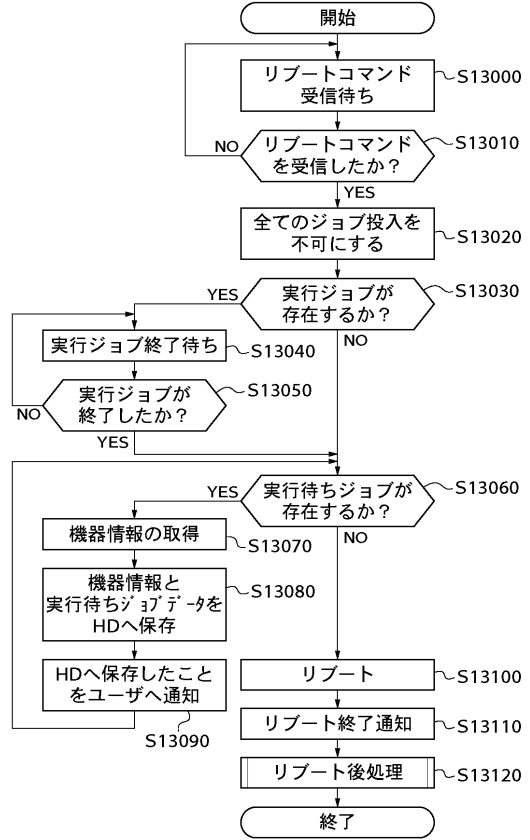 開始
リブートコマンド
受信待ち
S13000
リブートコマンド
を受信したか？
S13010
NO
YES
全てのジョブ投入を
不可にする
S13020
実行ジョブが
存在するか？
S13030
YES
NO
実行ジョブ終了待ち
S13040
実行ジョブが
終了したか？
S13050
NO
YES
実行待ちジョブが
存在するか？
S13060
YES
NO
機器情報の取得
S13070
機器情報と
実行待ちｼﾞｮﾌﾞﾃﾞｰﾀを
HDへ保存
S13080
HDへ保存したこと
をユーザへ通知
S13090
リブート
S13100
リブート終了通知
S13110
リブート後処理
S13120
終了